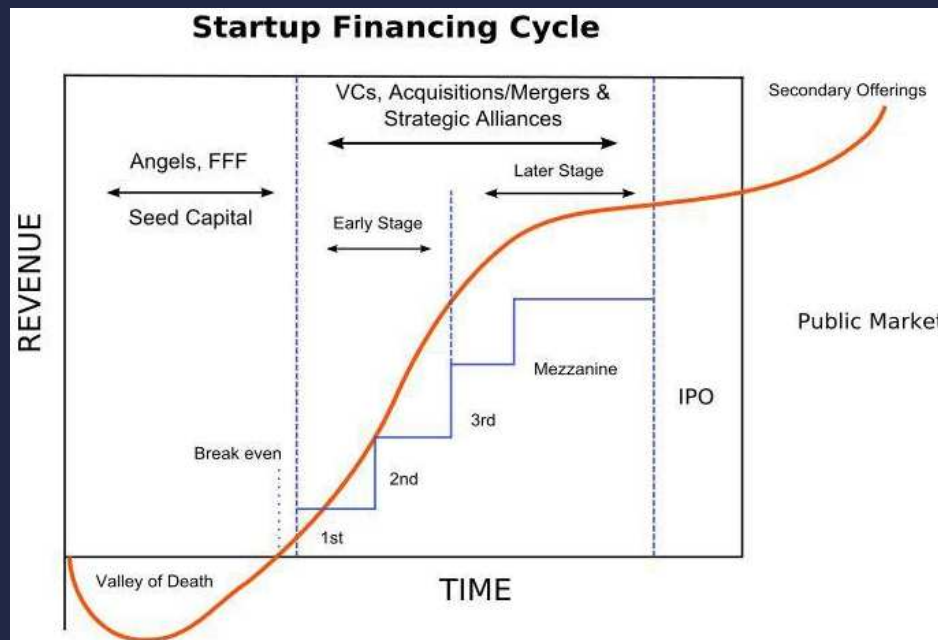 Startup Financing Cycle
VCs, Acquisitions/Mergers &
Strategic Alliances
Secondary Offerings
Angels, FFF
Seed Capital
Later Stage
Early Stage
REVENUE
Public Market
Mezzanine
IPO
3rd
Break even
2nd
1st
Valley of Death
TIME